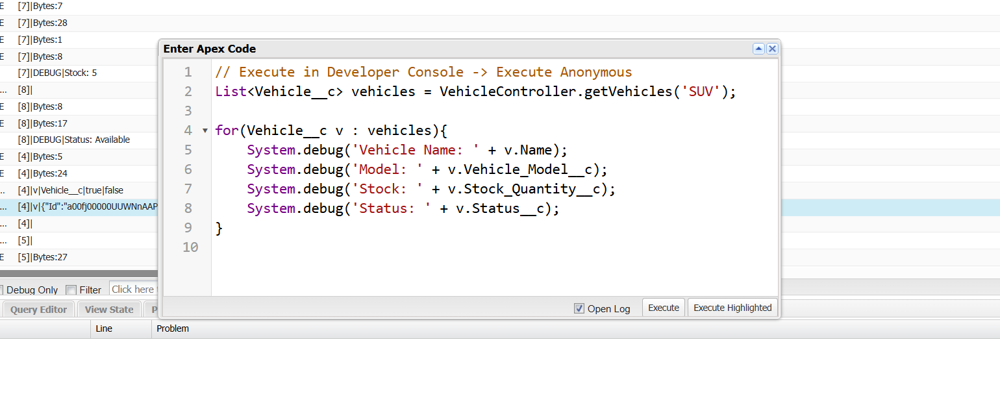 E [7]|Bytes:7
E [7]|Bytes:28
E [7]|Bytes:1
E [7]|Bytes:8
[7]|DEBUG|Stock: 5
... [8]|
E [8]|Bytes:8
E [8]|Bytes:17
[8]|DEBUG|Status: Available
E [4]|Bytes:5
E [4]|Bytes:24
... [4]|v|Vehicle__c|true|false
... [4]|v|{"Id":"a00fj00000UUWNnAAP
... [4]|
... [5]|
E [5]|Bytes:27
Enter Apex Code
1 // Execute in Developer Console -> Execute Anonymous
2 List<Vehicle__c> vehicles = VehicleController.getVehicles('SUV');
3
4 for(Vehicle__c v : vehicles){
5 System.debug('Vehicle Name: ' + v.Name);
6 System.debug('Model: ' + v.Vehicle_Model__c);
7 System.debug('Stock: ' + v.Stock_Quantity__c);
8 System.debug('Status: ' + v.Status__c);
9 }
10
Open Log Execute Execute Highlighted
Debug Only Filter Click here
Query Editor View State P
Line Problem